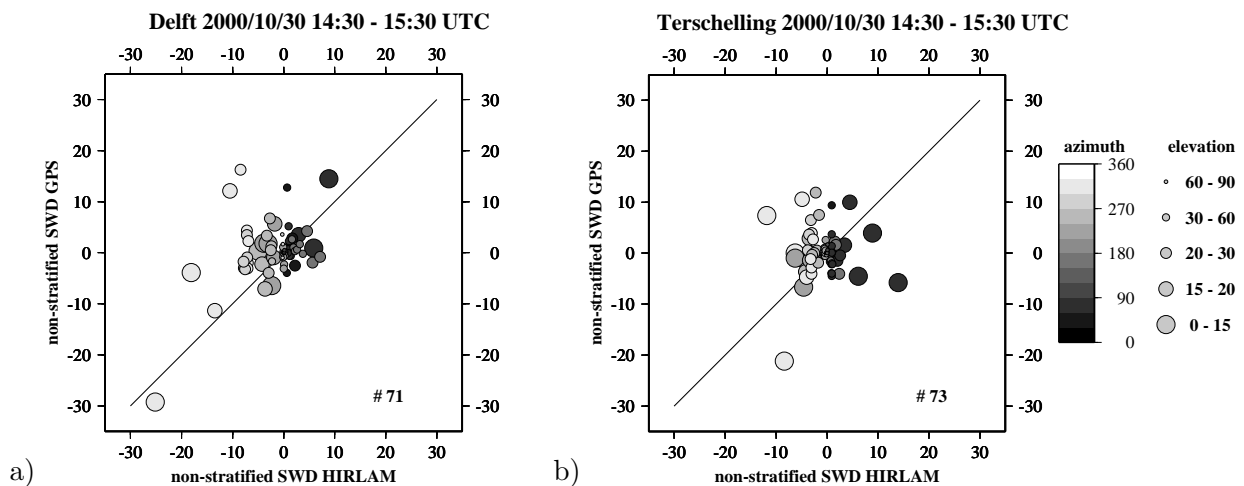 Delft 2000/10/30 14:30 - 15:30 UTC
-30 -20 -10 0 10 20 30
30 30
20 20
10 10
0 0
-10 -10
-20 -20
-30 -30
non-stratified SWD GPS
# 71
-30 -20 -10 0 10 20 30
non-stratified SWD HIRLAM
a)
Terschelling 2000/10/30 14:30 - 15:30 UTC
-30 -20 -10 0 10 20 30
30 30
20 20
10 10
0 0
-10 -10
-20 -20
-30 -30
non-stratified SWD GPS
# 73
-30 -20 -10 0 10 20 30
non-stratified SWD HIRLAM
b)
azimuth
360
270
180
90
0
elevation
60 - 90
30 - 60
20 - 30
15 - 20
0 - 15